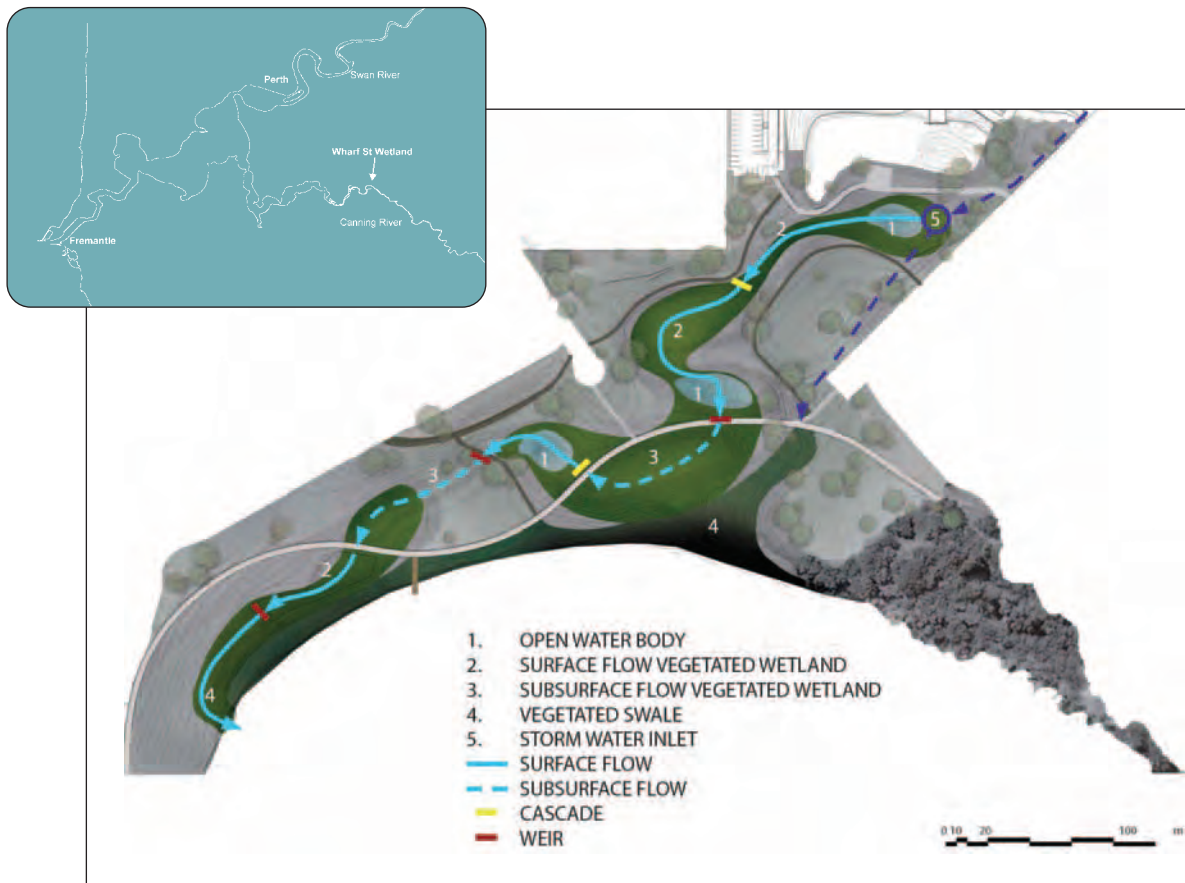 Perth
Swan River
Wharf St Wetland
Canning River
Fremantle
5
1
2
2
1
3
1
3
4
2
4
1. OPEN WATER BODY
2. SURFACE FLOW VEGETATED WETLAND
3. SUBSURFACE FLOW VEGETATED WETLAND
4. VEGETATED SWALE
5. STORM WATER INLET
SURFACE FLOW
SUBSURFACE FLOW
CASCADE
WEIR
0 10 20 100 m